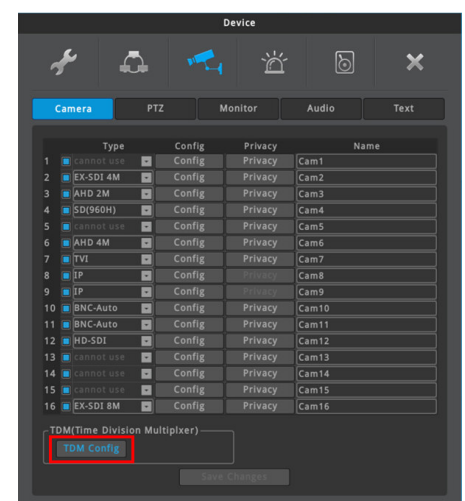 Device
Camera PTZ Monitor Audio Text
Type Config Privacy Name
1 cannot use Config Privacy Cam1
2 EX-SDI 4M Config Privacy Cam2
3 AHD 2M Config Privacy Cam3
4 SD(960H) Config Privacy Cam4
5 cannot use Config Privacy Cam5
6 AHD 4M Config Privacy Cam6
7 TVI Config Privacy Cam7
8 IP Config Privacy Cam8
9 IP Config Privacy Cam9
10 BNC-Auto Config Privacy Cam10
11 BNC-Auto Config Privacy Cam11
12 HD-SDI Config Privacy Cam12
13 cannot use Config Privacy Cam13
14 cannot use Config Privacy Cam14
15 cannot use Config Privacy Cam15
16 EX-SDI 8M Config Privacy Cam16
TDM(Time Division Multiplxer)
TDM Config
Save Changes